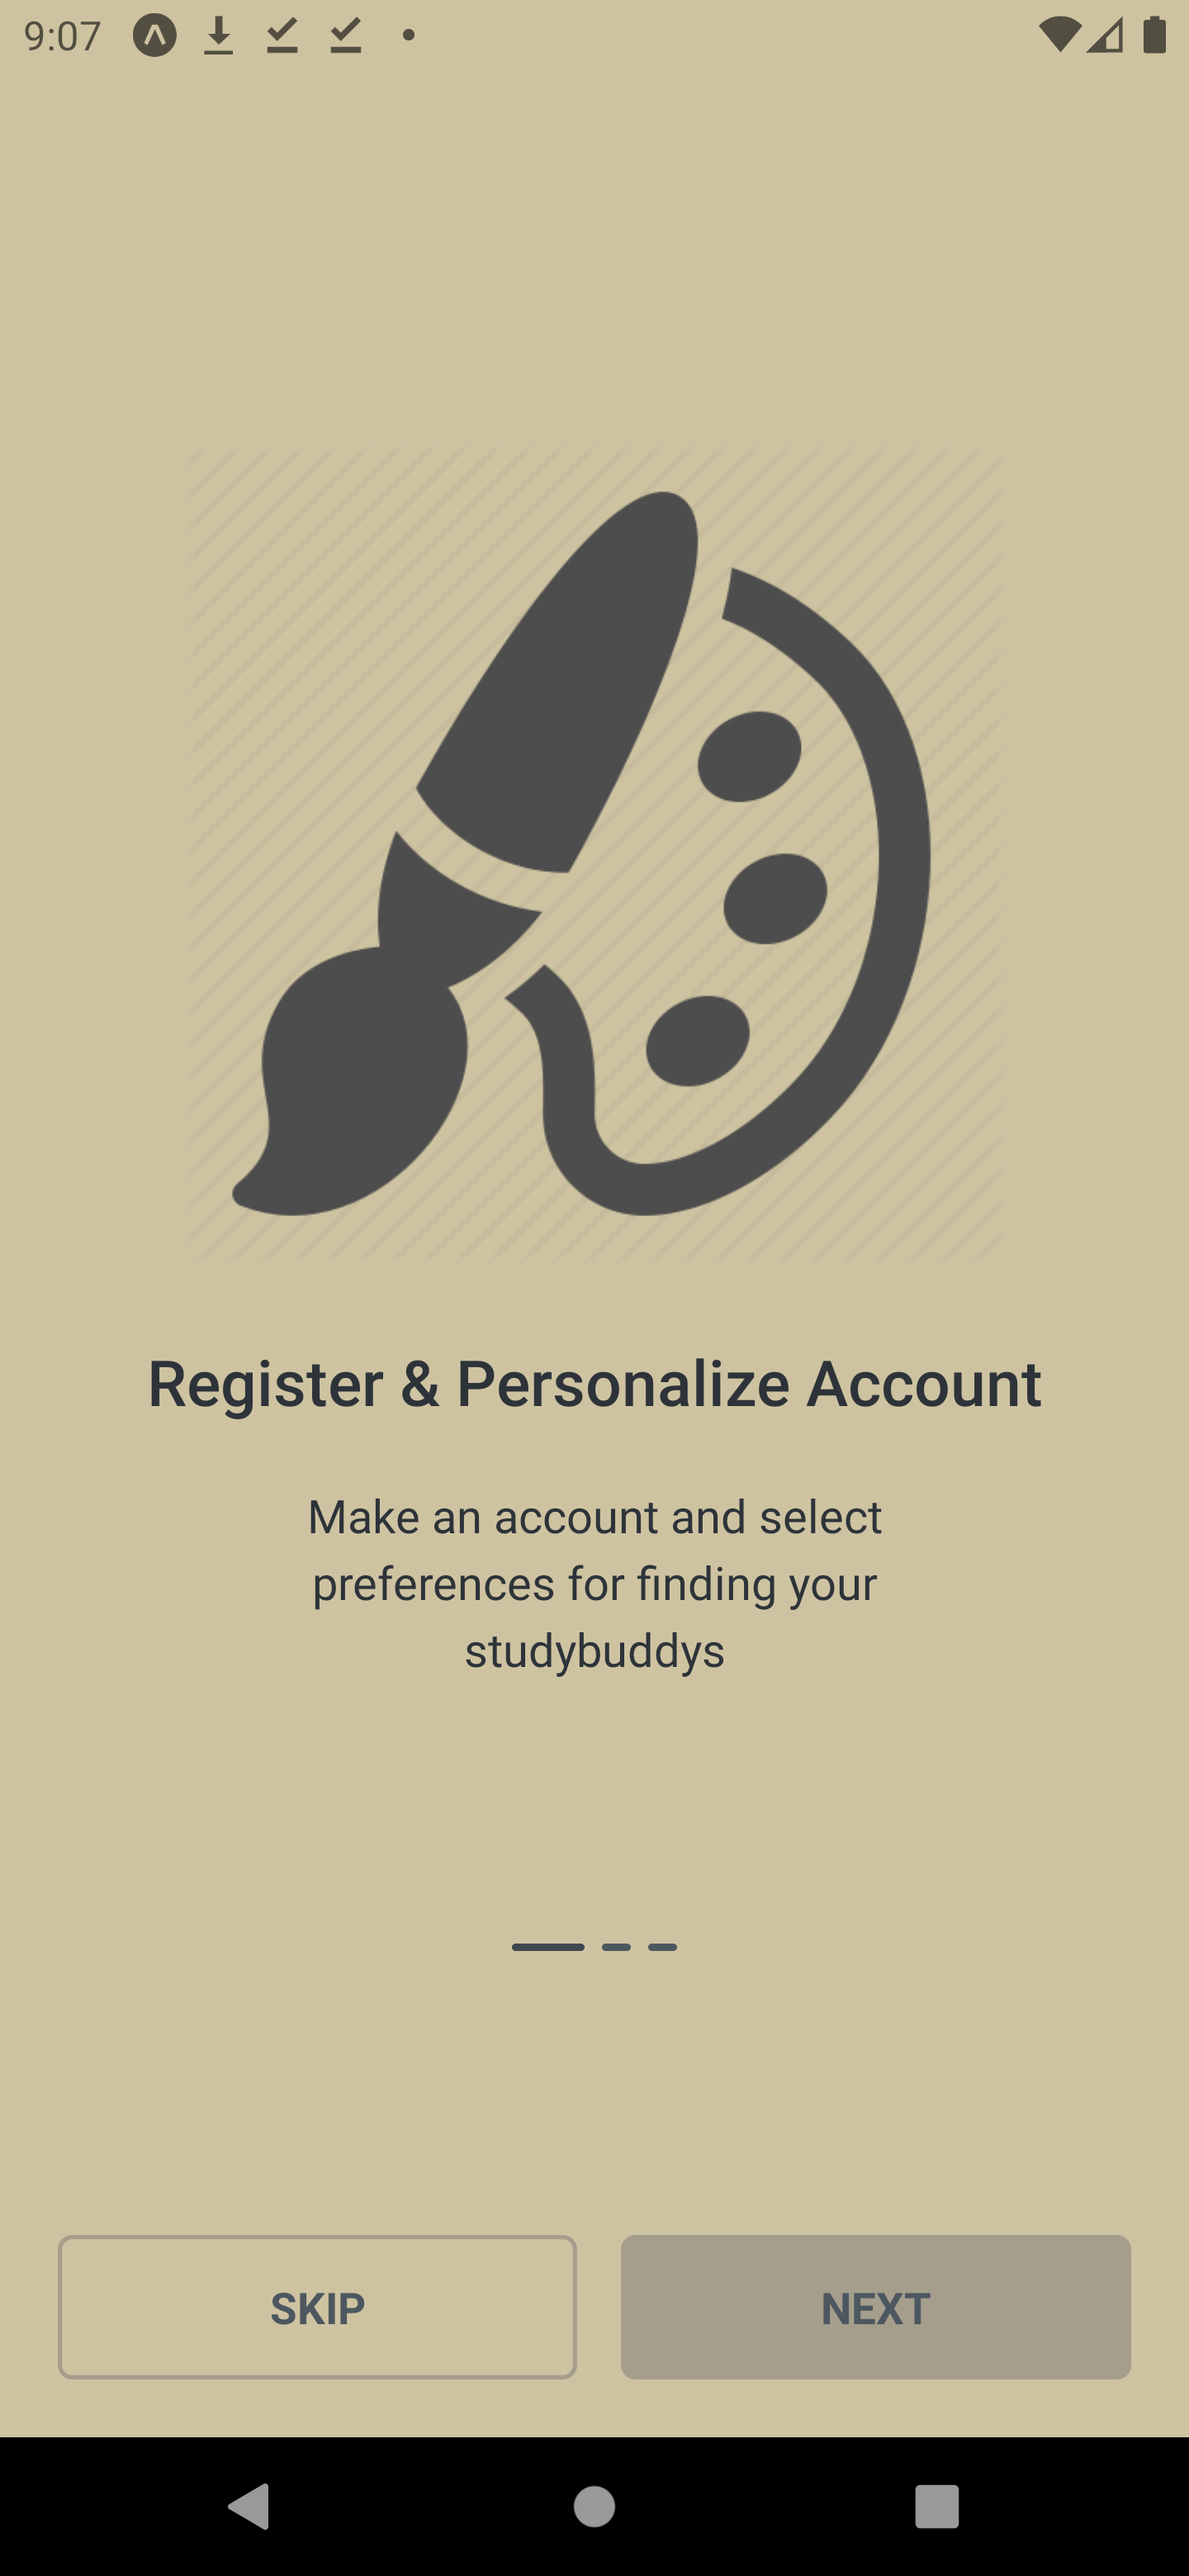 9:07
Register & Personalize Account
Make an account and select
preferences for finding your
studybuddys
SKIP
NEXT